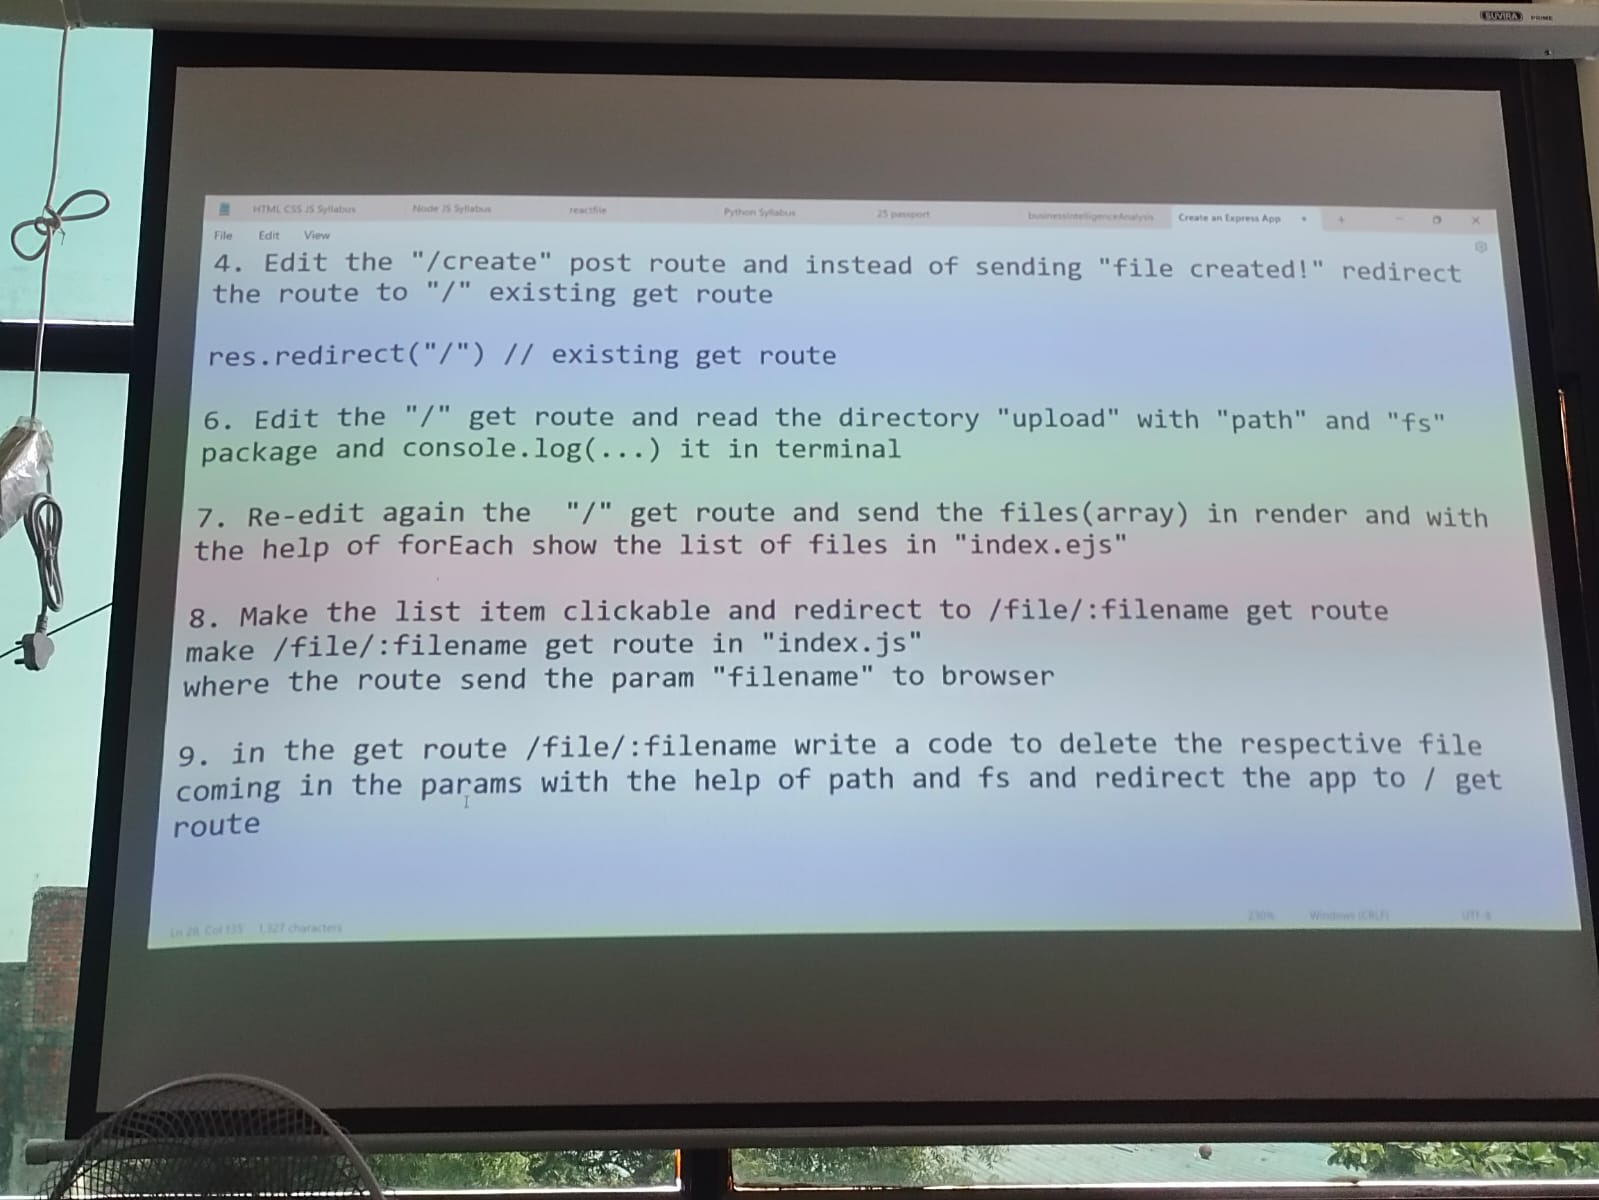 SUVIRA PRIME
HTML CSS JS Syllabus Node JS Syllabus reactfile Python Syllabus 25 passport businessIntelligenceAnalysis Create an Express App
File Edit View
4. Edit the "/create" post route and instead of sending "file created!" redirect
the route to "/" existing get route
res.redirect("/") // existing get route
6. Edit the "/" get route and read the directory "upload" with "path" and "fs"
package and console.log(...) it in terminal
7. Re-edit again the  "/" get route and send the files(array) in render and with
the help of forEach show the list of files in "index.ejs"
8. Make the list item clickable and redirect to /file/:filename get route
make /file/:filename get route in "index.js"
where the route send the param "filename" to browser
9. in the get route /file/:filename write a code to delete the respective file
coming in the params with the help of path and fs and redirect the app to / get
route
Ln 28, Col 135 1,327 characters 230% Windows (CRLF) UTF-8